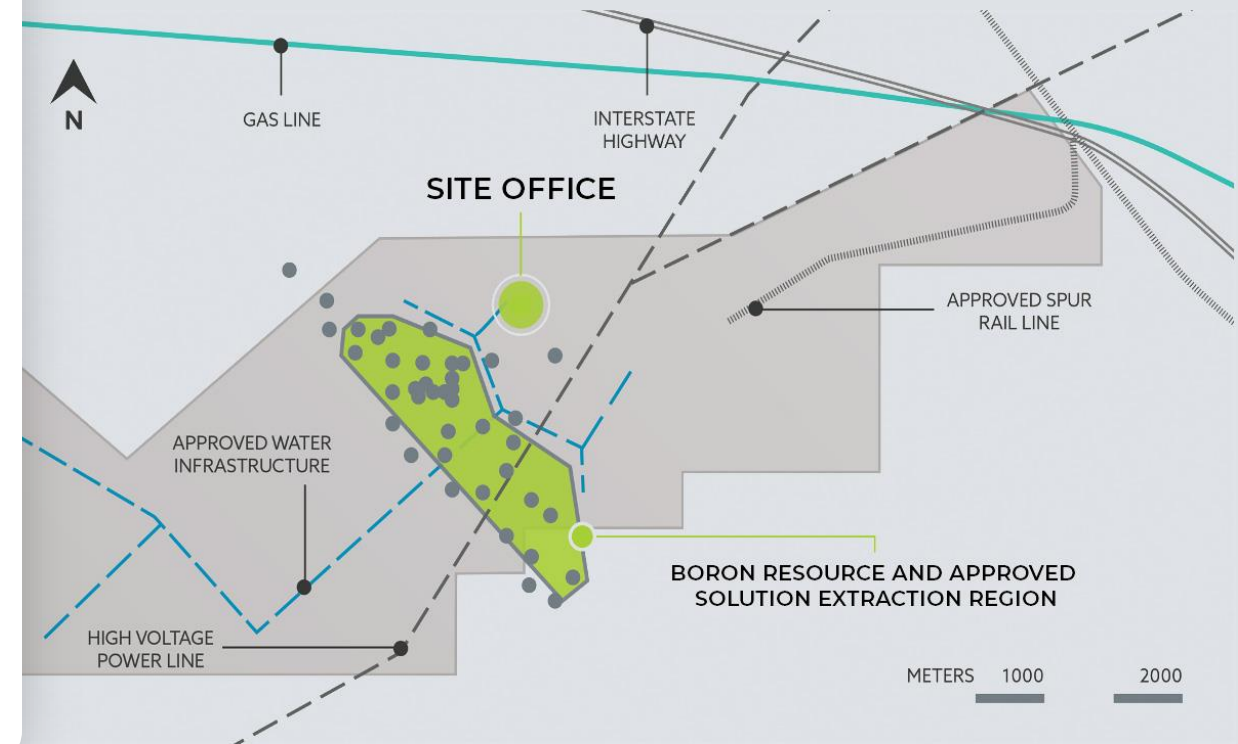 N
GAS LINE
INTERSTATE
HIGHWAY
SITE OFFICE
APPROVED SPUR
RAIL LINE
APPROVED WATER
INFRASTRUCTURE
BORON RESOURCE AND APPROVED
SOLUTION EXTRACTION REGION
HIGH VOLTAGE
POWER LINE
METERS 1000 2000